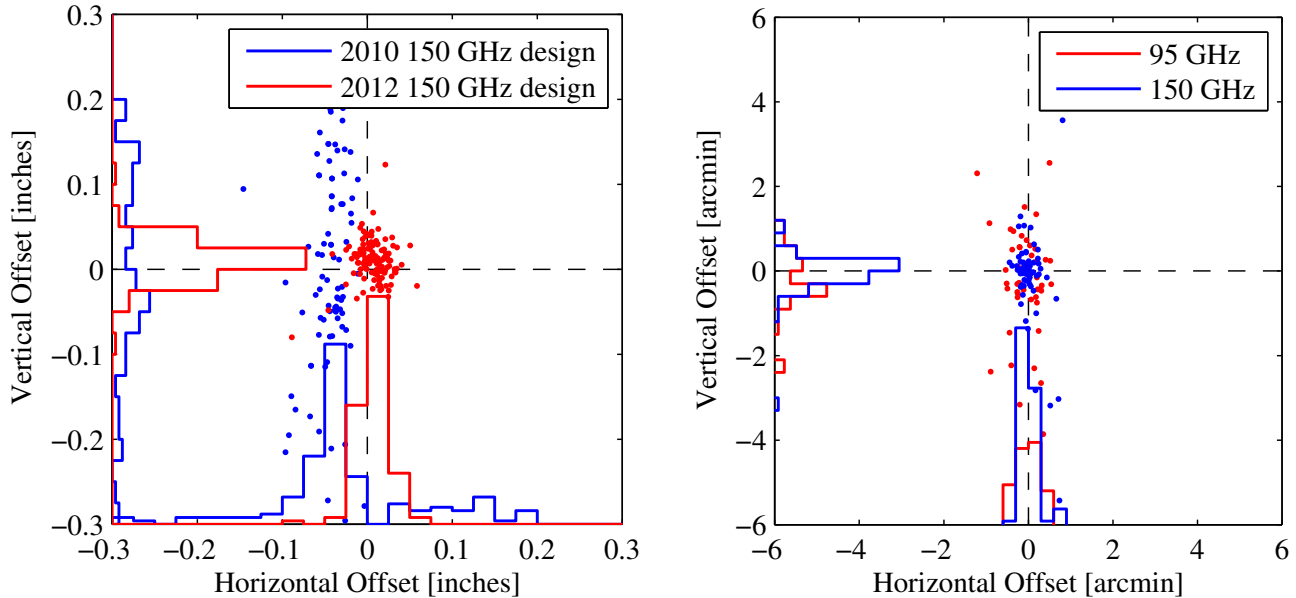 0.3
0.2
0.1
0
−0.1
−0.2
−0.3
Vertical Offset [inches]
2010 150 GHz design
2012 150 GHz design
−0.3 −0.2 −0.1 0 0.1 0.2 0.3
Horizontal Offset [inches]
6
4
2
0
−2
−4
−6
Vertical Offset [arcmin]
95 GHz
150 GHz
−6 −4 −2 0 2 4 6
Horizontal Offset [arcmin]